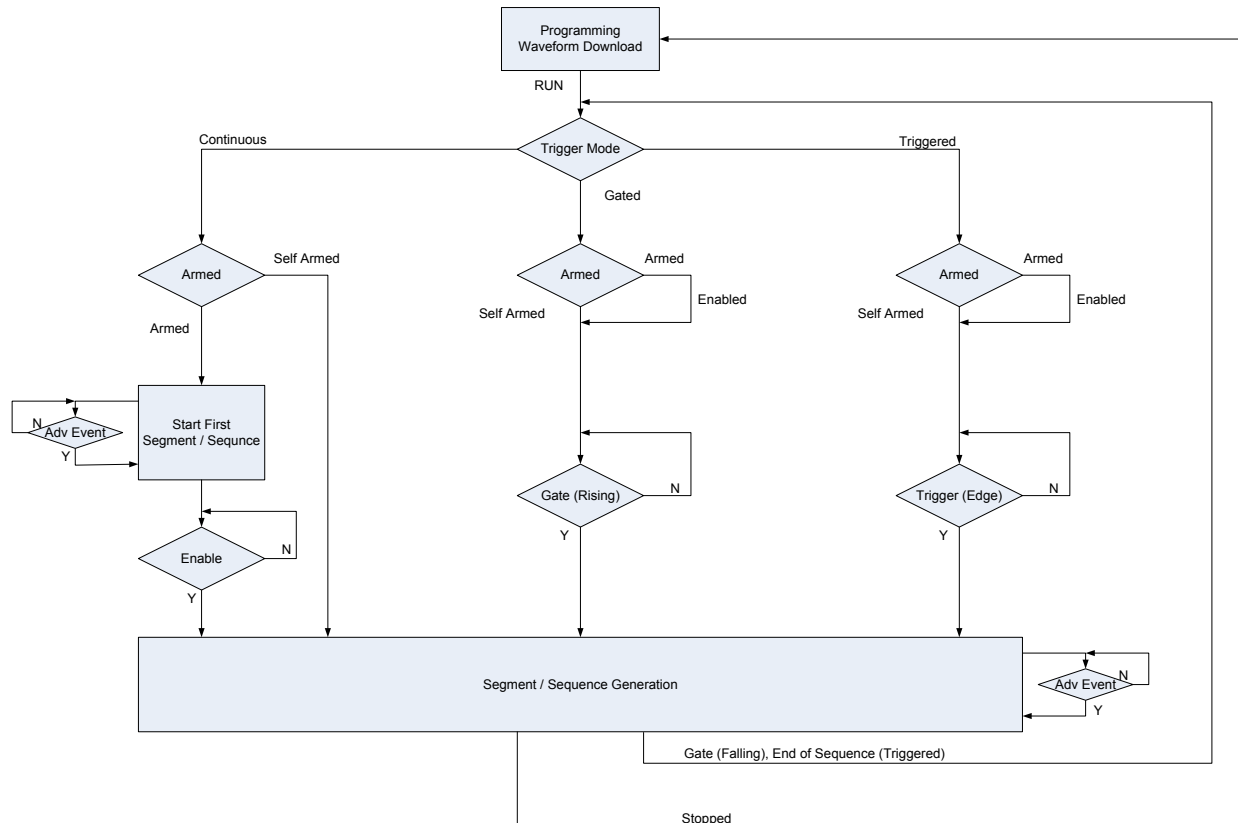 Programming
Waveform Download
RUN
Continuous
Trigger Mode
Triggered
Gated
Armed
Self Armed
Armed
Armed
Armed
Armed
Enabled
Enabled
Armed
Self Armed
Self Armed
Start First
Segment / Sequnce
N
Adv Event
Y
Gate (Rising)
N
Trigger (Edge)
N
Y
Y
Enable
N
Y
Segment / Sequence Generation
Adv Event
N
Y
Gate (Falling), End of Sequence (Triggered)
Stopped